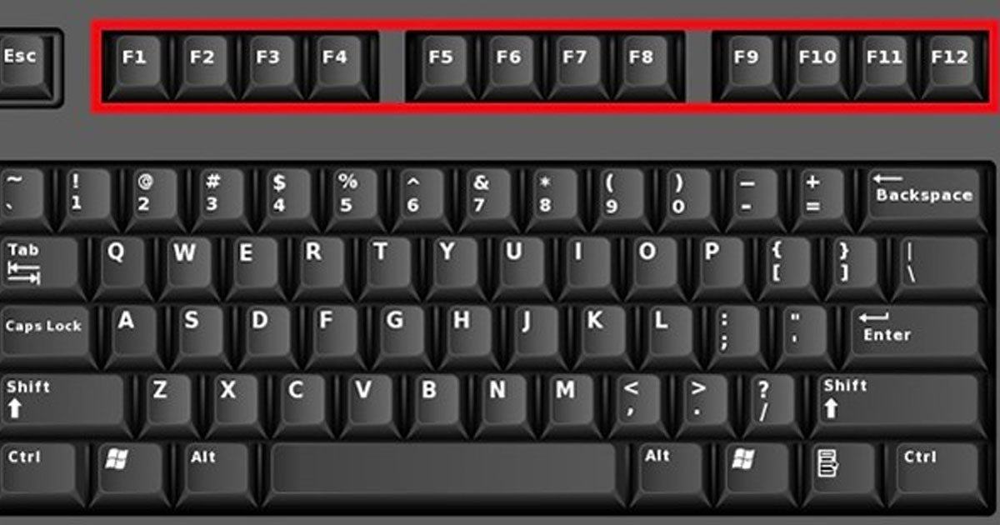 Esc F1 F2 F3 F4 F5 F6 F7 F8 F9 F10 F11 F12
~ ! @ # $ % ^ & * ( ) — +
` 1 2 3 4 5 6 7 8 9 0 - = Backspace
Tab Q W E R T Y U I O P { } |
[ ] \
Caps Lock A S D F G H J K L : "
; ' Enter
Shift Z X C V B N M < > ? Shift
, . /
Ctrl Alt Alt Ctrl